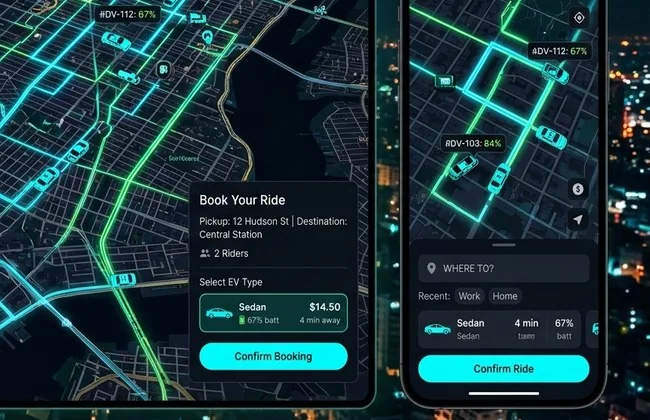 #DV-112: 67%
Book Your Ride
Pickup: 12 Hudson St | Destination:
Central Station
2 Riders
Select EV Type
Sedan
$14.50
67% batt
4 min away
Confirm Booking
#DV-112: 67%
#DV-103: 84%
$
WHERE TO?
Recent: Work Home
Sedan 4 min 67%
Sedan batt
Confirm Ride